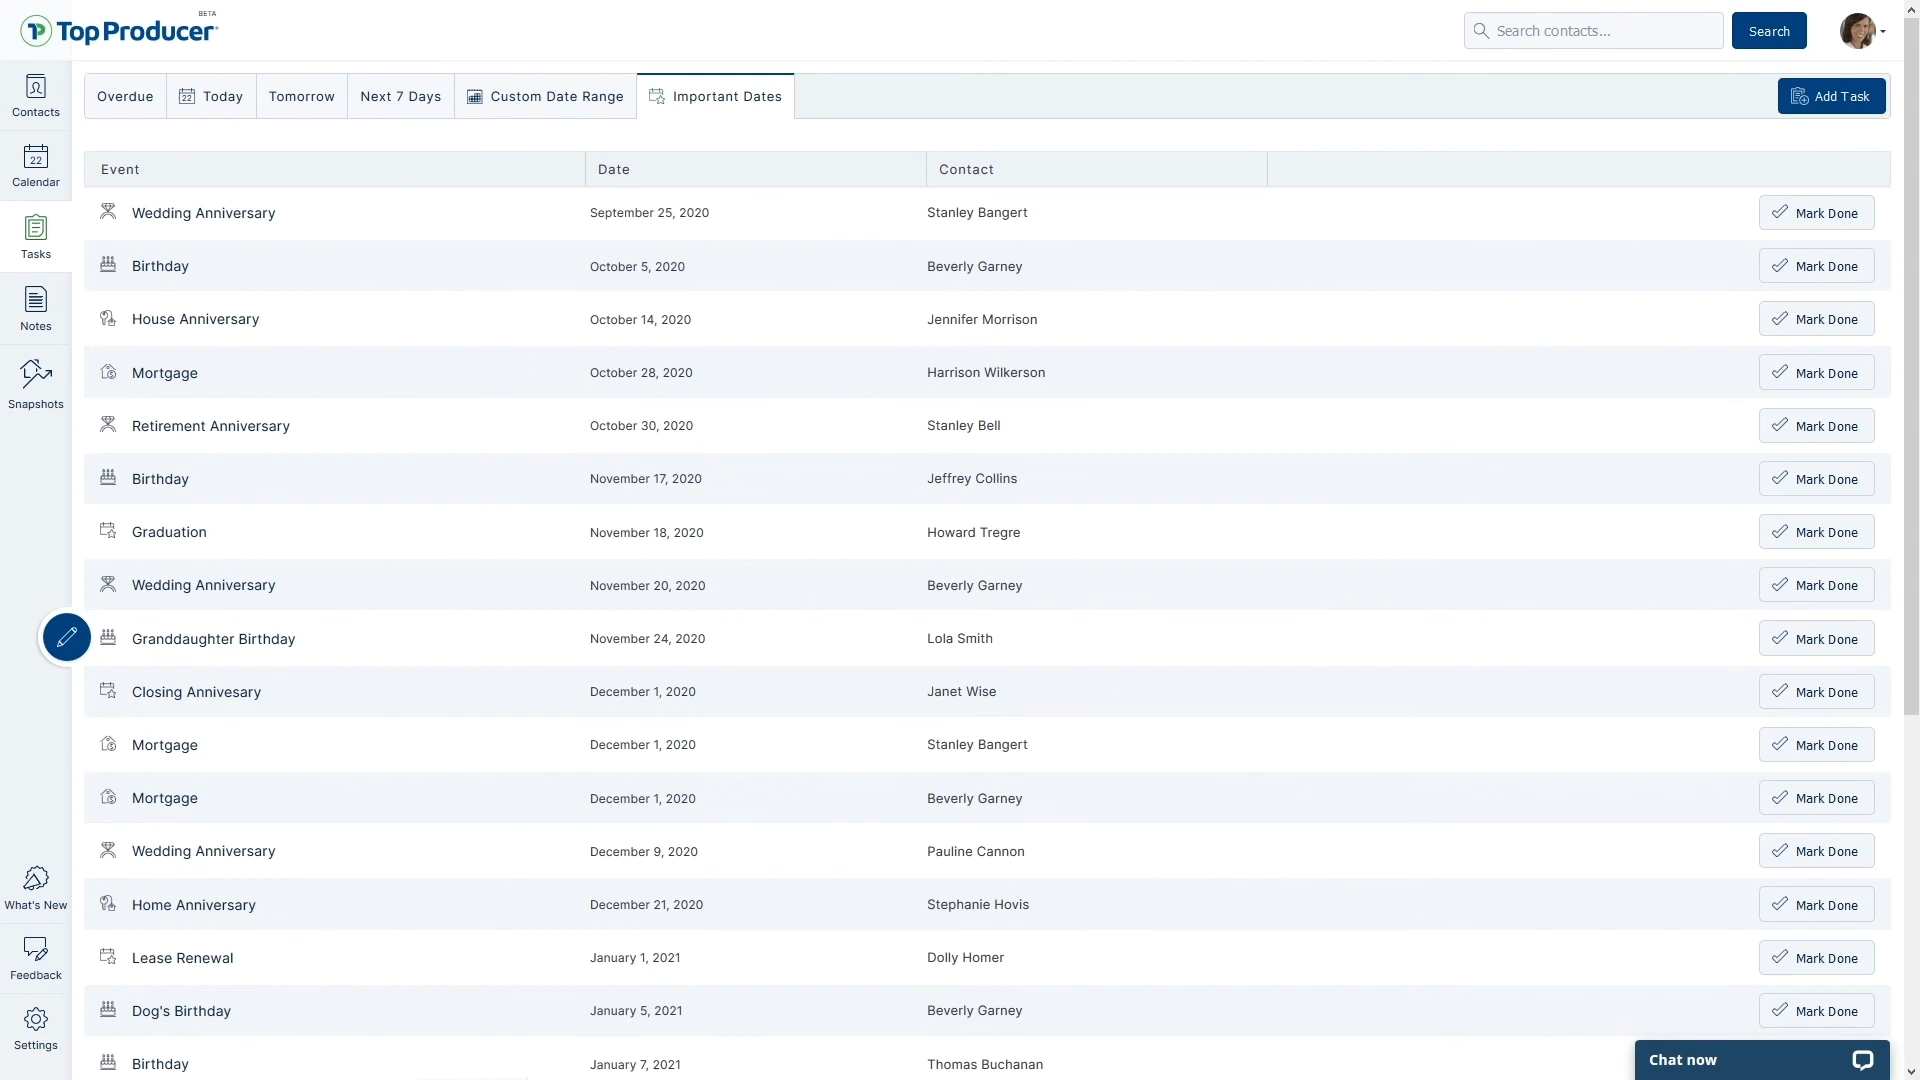 BETA
Top Producer
Search contacts...
Search
Contacts
22
Calendar
Tasks
Notes
Snapshots
What's New
Feedback
Settings
Overdue
22 Today
Tomorrow
Next 7 Days
Custom Date Range
Important Dates
Add Task
Event Date Contact
Wedding Anniversary September 25, 2020 Stanley Bangert Mark Done
Birthday October 5, 2020 Beverly Garney Mark Done
House Anniversary October 14, 2020 Jennifer Morrison Mark Done
Mortgage October 28, 2020 Harrison Wilkerson Mark Done
Retirement Anniversary October 30, 2020 Stanley Bell Mark Done
Birthday November 17, 2020 Jeffrey Collins Mark Done
Graduation November 18, 2020 Howard Tregre Mark Done
Wedding Anniversary November 20, 2020 Beverly Garney Mark Done
Granddaughter Birthday November 24, 2020 Lola Smith Mark Done
Closing Annivesary December 1, 2020 Janet Wise Mark Done
Mortgage December 1, 2020 Stanley Bangert Mark Done
Mortgage December 1, 2020 Beverly Garney Mark Done
Wedding Anniversary December 9, 2020 Pauline Cannon Mark Done
Home Anniversary December 21, 2020 Stephanie Hovis Mark Done
Lease Renewal January 1, 2021 Dolly Homer Mark Done
Dog's Birthday January 5, 2021 Beverly Garney Mark Done
Birthday January 7, 2021 Thomas Buchanan
Chat now